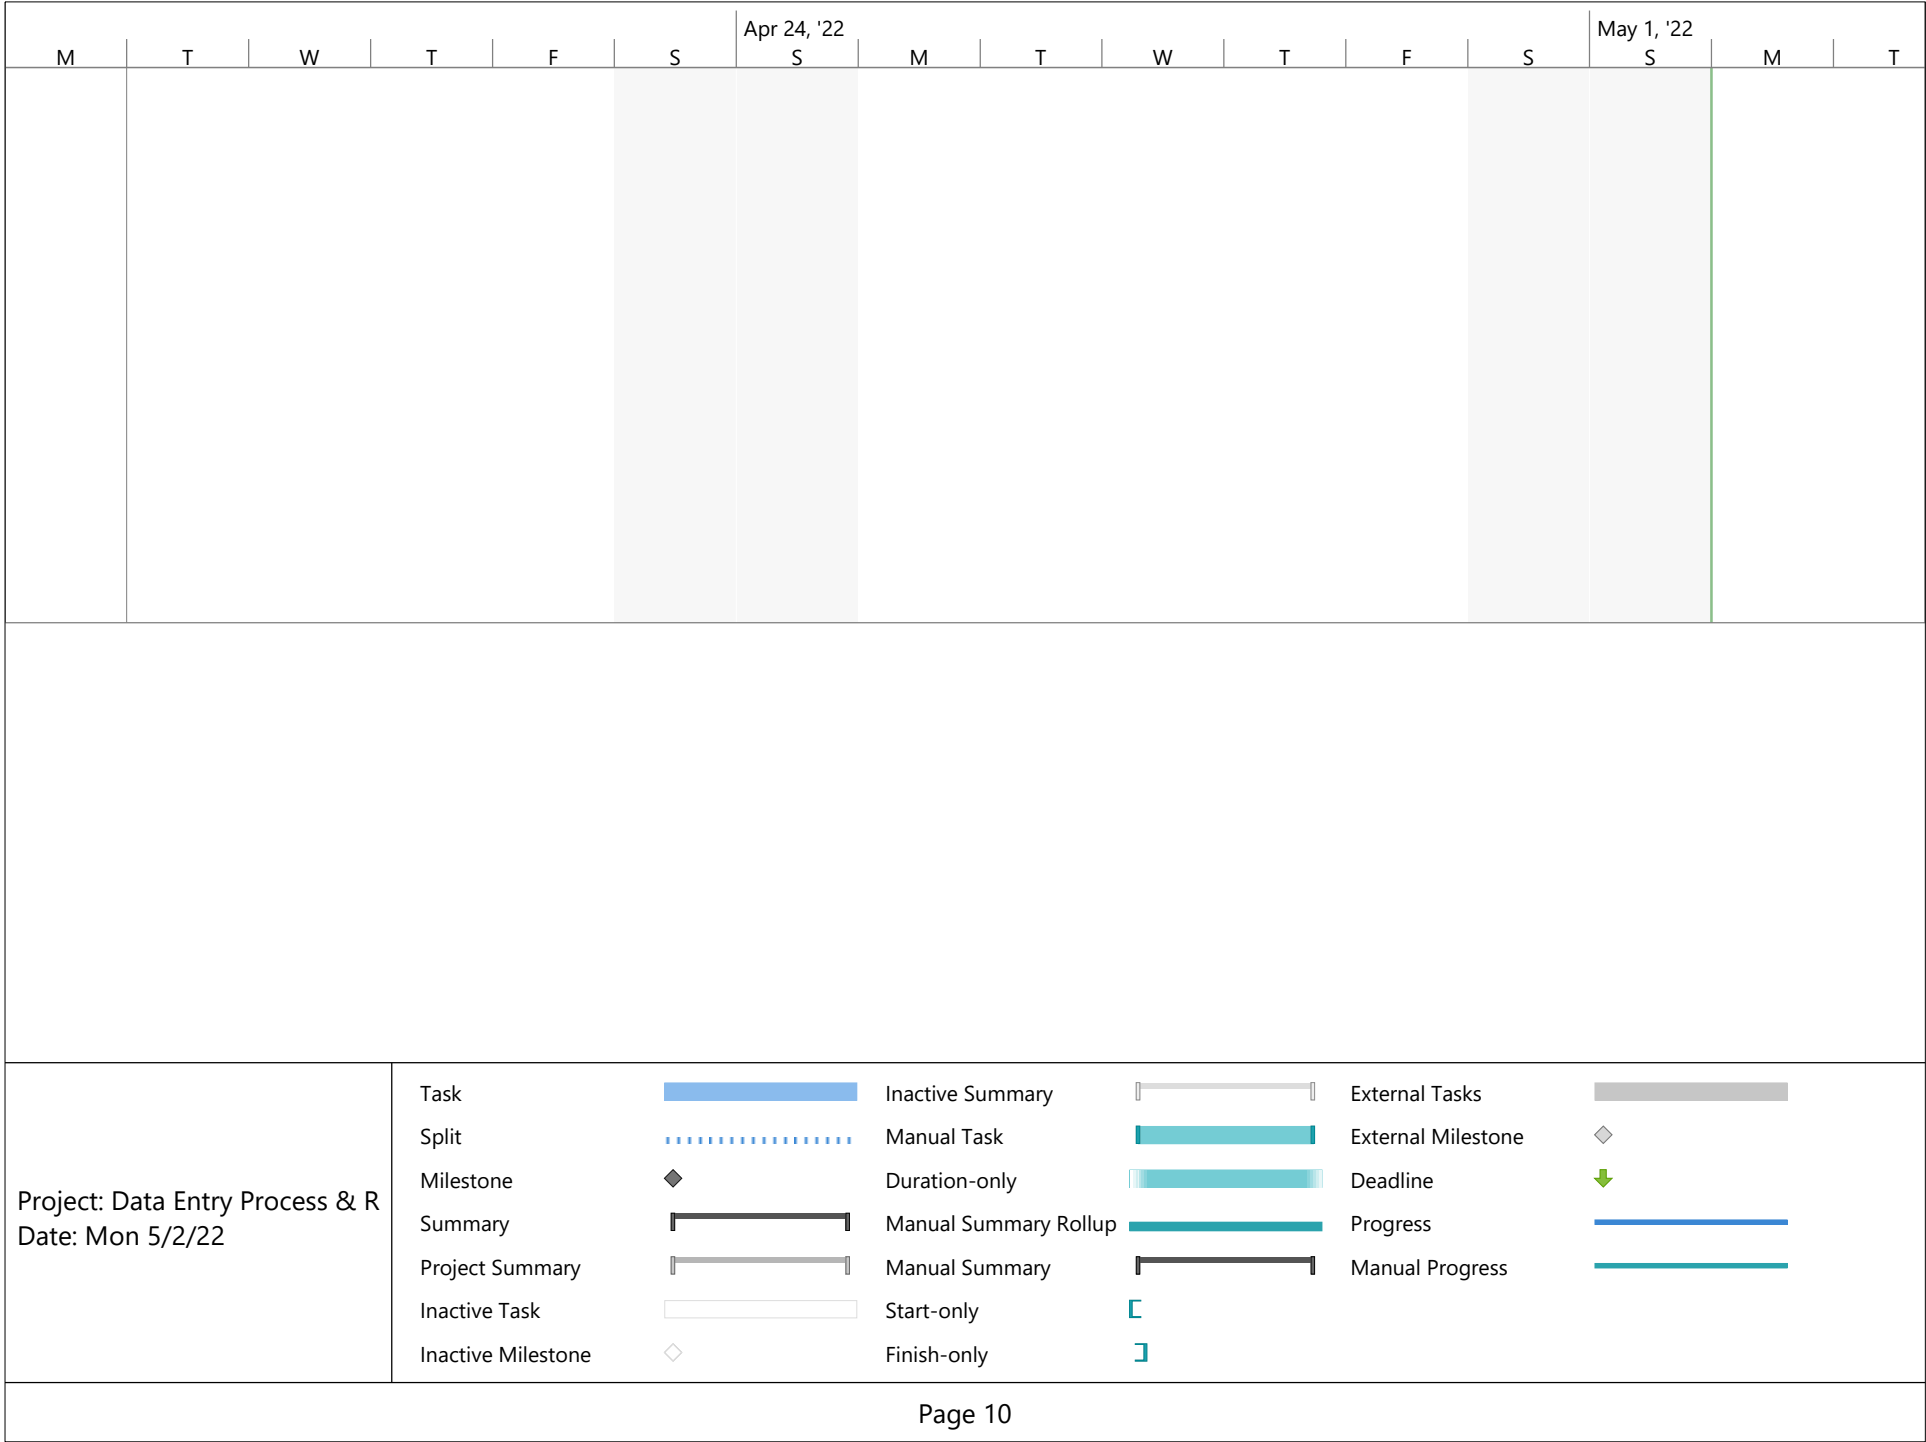 Apr 24, '22 May 1, '22
M T W T F S S M T W T F S S M T
Task Inactive Summary External Tasks
Split Manual Task External Milestone
Milestone Duration-only Deadline
Summary Manual Summary Rollup Progress
Project Summary Manual Summary Manual Progress
Inactive Task Start-only
Inactive Milestone Finish-only
Project: Data Entry Process & R
Date: Mon 5/2/22
Page 10